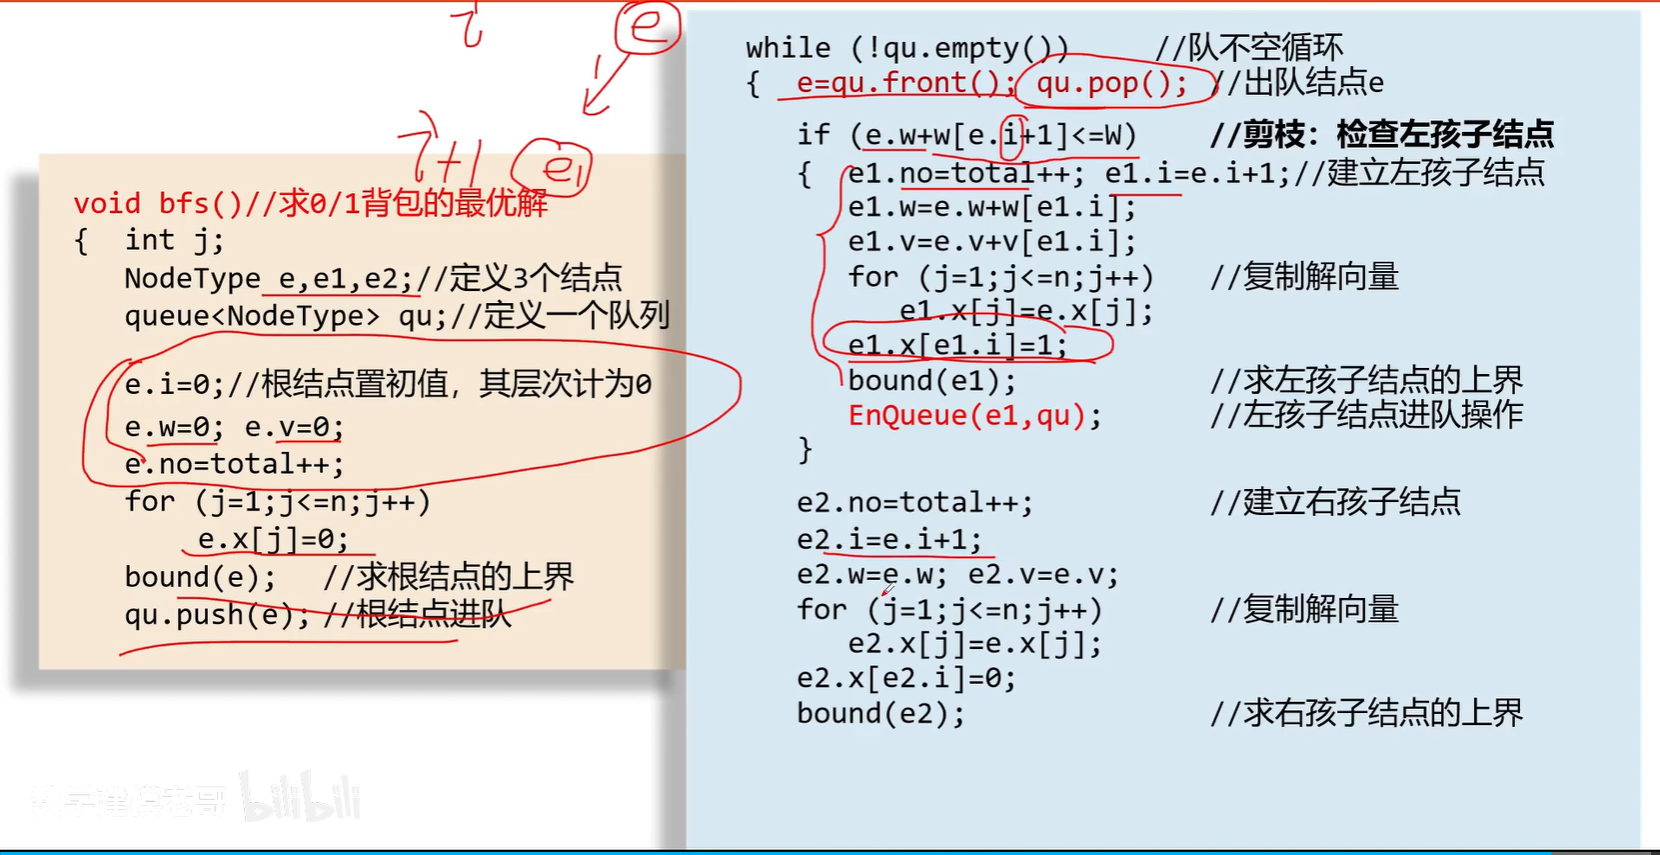 i
e
i+1 e1
void bfs()//求0/1背包的最优解
{ int j;
NodeType e,e1,e2;//定义3个结点
queue<NodeType> qu;//定义一个队列
e.i=0;//根结点置初值，其层次计为0
e.w=0; e.v=0;
e.no=total++;
for (j=1;j<=n;j++)
e.x[j]=0;
bound(e); //求根结点的上界
qu.push(e); //根结点进队
while (!qu.empty()) //队不空循环
{ e=qu.front(); qu.pop(); //出队结点e
if (e.w+w[e.i+1]<=W) //剪枝：检查左孩子结点
{ e1.no=total++; e1.i=e.i+1;//建立左孩子结点
e1.w=e.w+w[e1.i];
e1.v=e.v+v[e1.i];
for (j=1;j<=n;j++) //复制解向量
e1.x[j]=e.x[j];
e1.x[e1.i]=1;
bound(e1); //求左孩子结点的上界
EnQueue(e1,qu); //左孩子结点进队操作
}
e2.no=total++; //建立右孩子结点
e2.i=e.i+1;
e2.w=e.w; e2.v=e.v;
for (j=1;j<=n;j++) //复制解向量
e2.x[j]=e.x[j];
e2.x[e2.i]=0;
bound(e2); //求右孩子结点的上界
数学建模老哥 bilibili